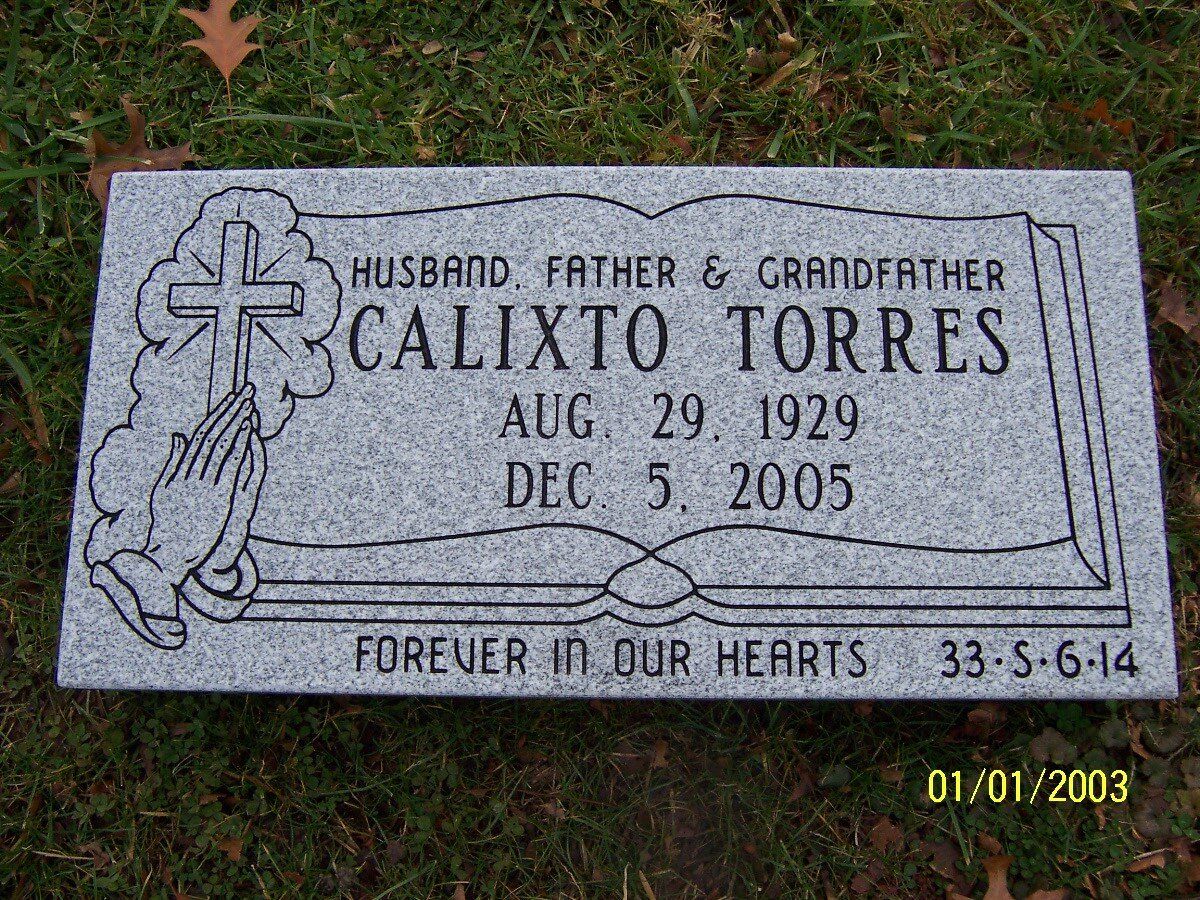 HUSBAND, FATHER & GRANDFATHER
CALIXTO TORRES
AUG. 29, 1929
DEC. 5, 2005
FOREVER IN OUR HEARTS 33·S·6·14
01/01/2003